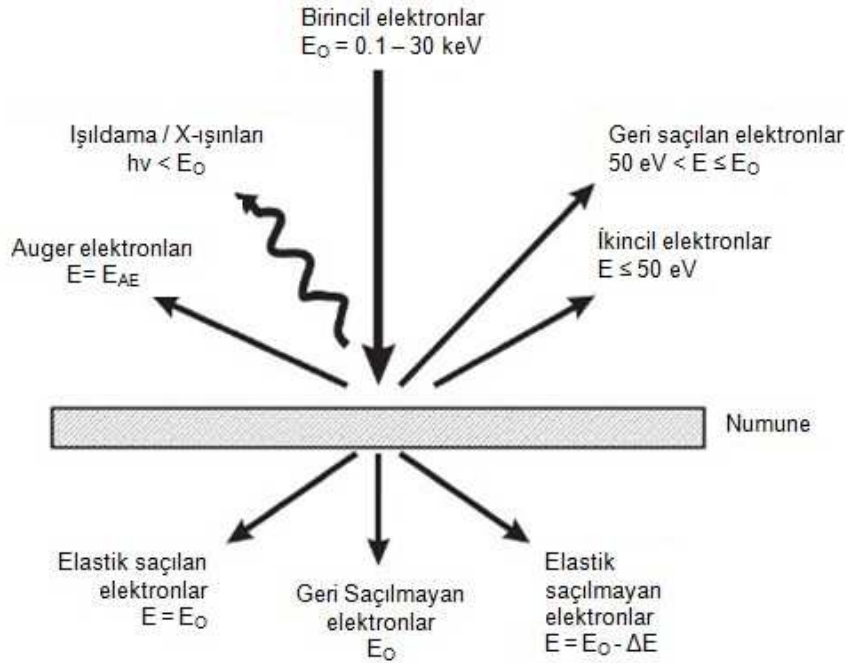 Birincil elektronlar
E_O = 0.1 – 30 keV
Işıldama / X-ışınları
hv < E_O
Geri saçılan elektronlar
50 eV < E ≤ E_O
Auger elektronları
E= E_AE
İkincil elektronlar
E ≤ 50 eV
Numune
Elastik saçılan
elektronlar
E = E_O
Geri Saçılmayan
elektronlar
E_O
Elastik
saçılmayan
elektronlar
E = E_O - ΔE